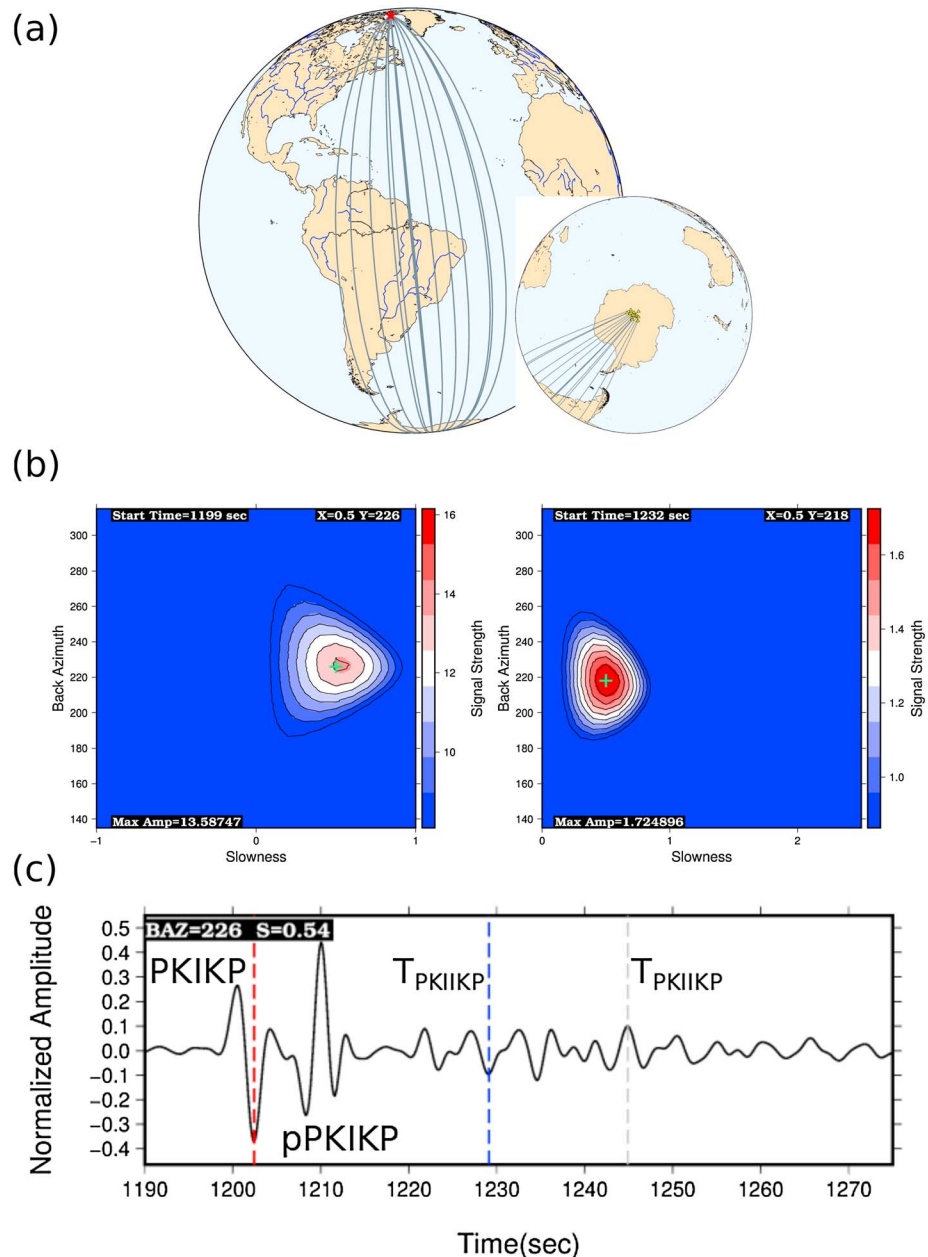 (a)
(b)
Start Time=1199 sec X=0.5 Y=226
300
280
260
240
220
200
180
160
140
Back Azimuth
Max Amp=13.58747
−1 0 1
Slowness
16
14
12
10
Signal Strength
Start Time=1232 sec X=0.5 Y=218
300
280
260
240
220
200
180
160
140
Back Azimuth
Max Amp=1.724896
0 1 2
Slowness
1.6
1.4
1.2
1.0
Signal Strength
(c)
BAZ=226 S=0.54
PKIKP
pPKIKP
TPKIIKP
TPKIIKP
0.5
0.4
0.3
0.2
0.1
0.0
−0.1
−0.2
−0.3
−0.4
Normalized Amplitude
1190 1200 1210 1220 1230 1240 1250 1260 1270
Time(sec)